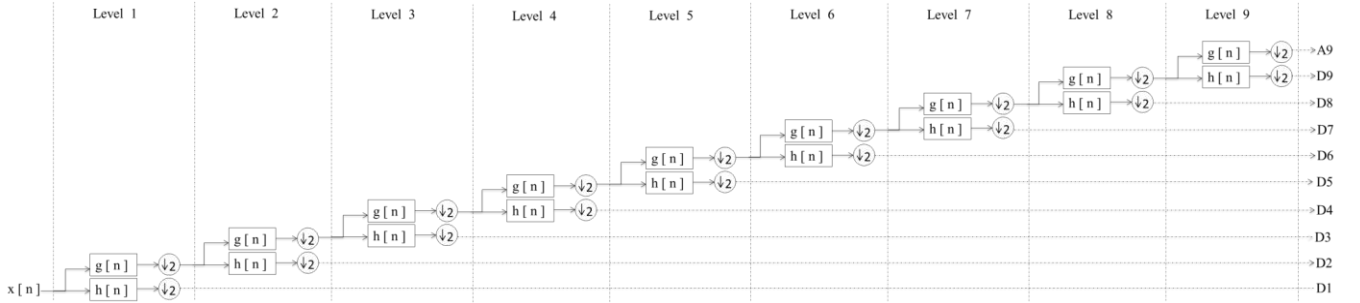 Level 1 Level 2 Level 3 Level 4 Level 5 Level 6 Level 7 Level 8 Level 9
g[n] ↓2 A9
g[n] ↓2 h[n] ↓2 D9
g[n] ↓2 h[n] ↓2 D8
g[n] ↓2 h[n] ↓2 D7
g[n] ↓2 h[n] ↓2 D6
g[n] ↓2 h[n] ↓2 D5
g[n] ↓2 h[n] ↓2 D4
g[n] ↓2 h[n] ↓2 D3
g[n] ↓2 h[n] ↓2 D2
x[n] h[n] ↓2 D1